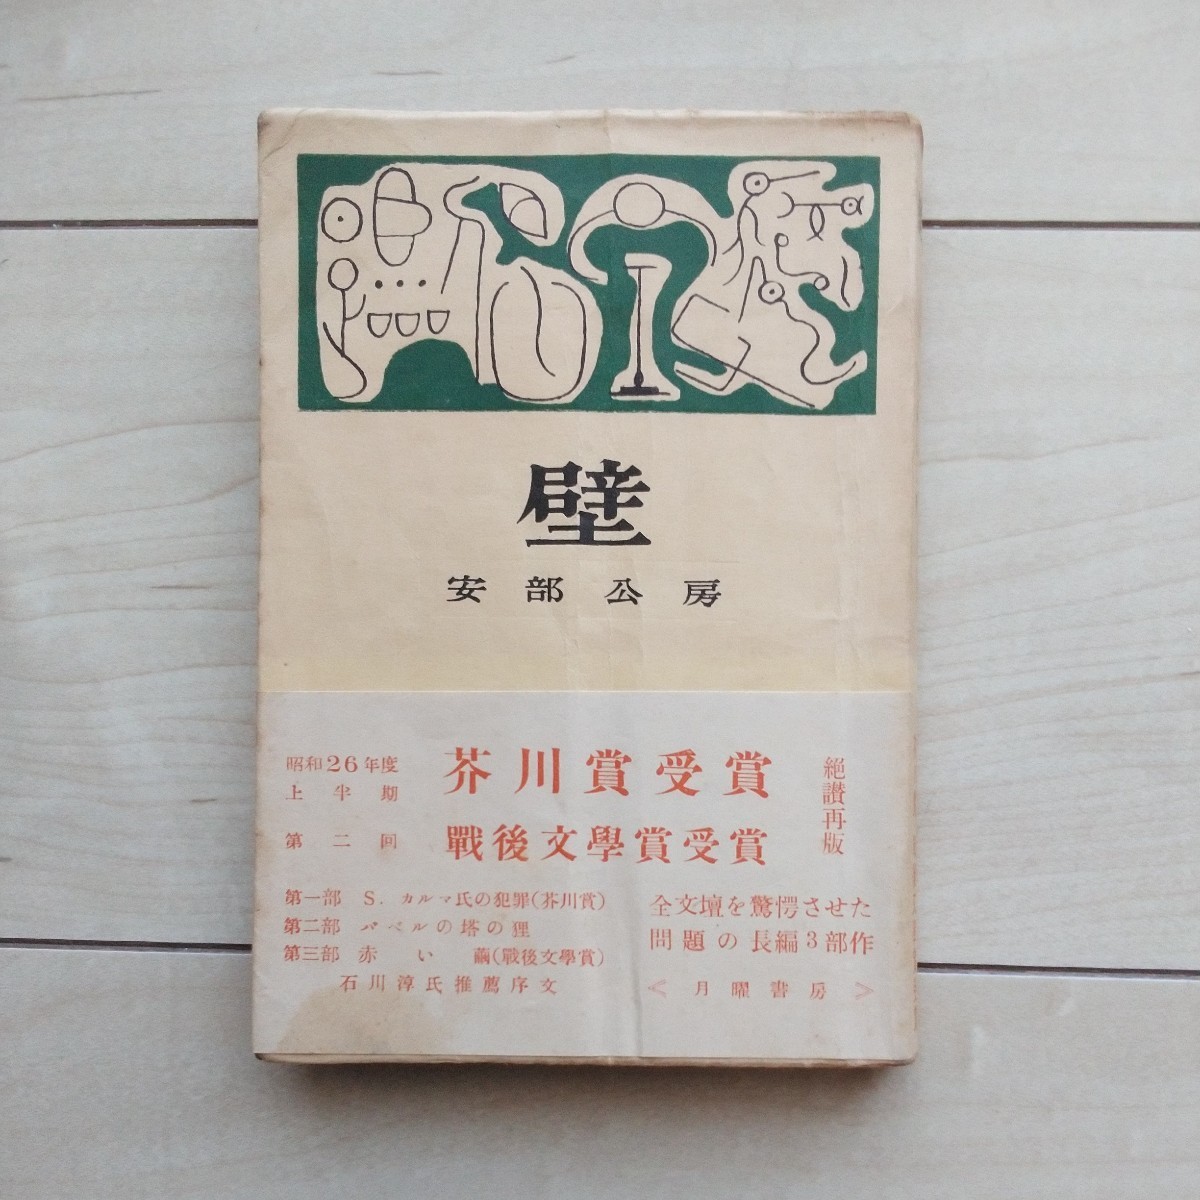 壁
安部公房
昭和26年度
上半期
芥川賞受賞
第二回
戰後文學賞受賞
絶讃再版
第一部 S. カルマ氏の犯罪(芥川賞)
第二部 バベルの塔の狸
第三部 赤い繭(戰後文學賞)
石川淳氏推薦序文
全文壇を驚愕させた
問題の長編3部作
≪月曜書房≫